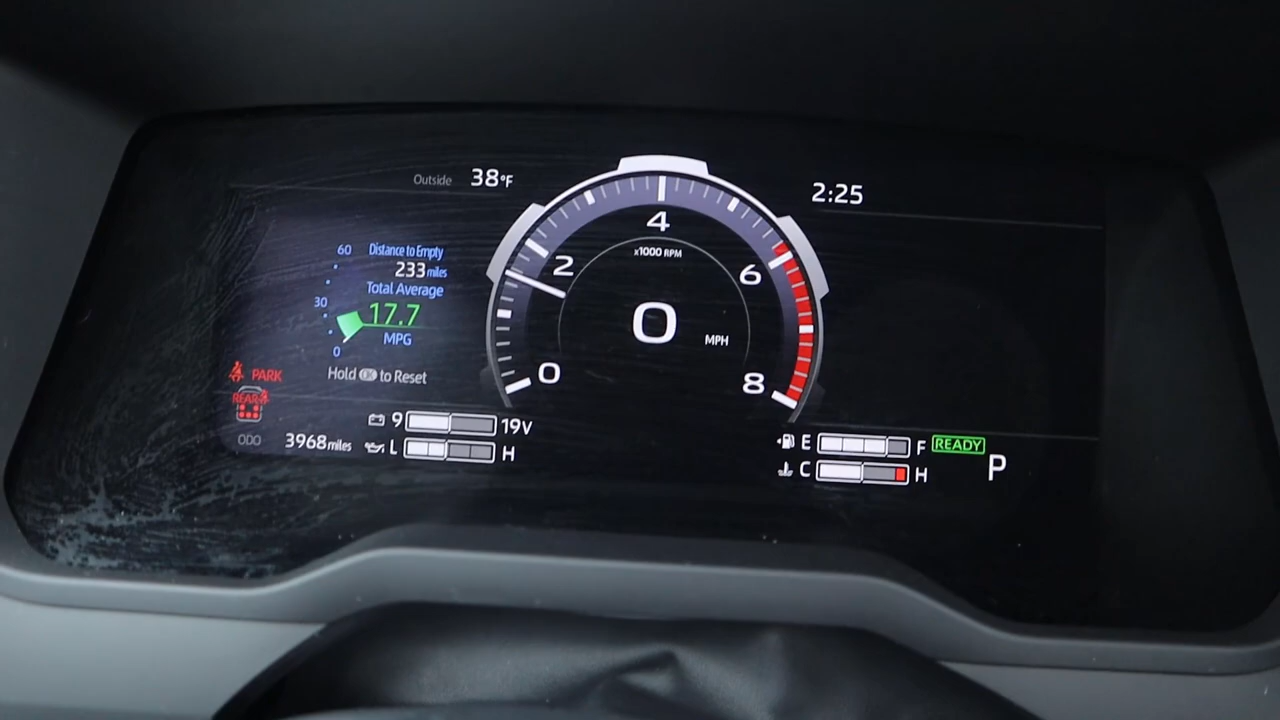 Outside 38°F
2:25
60
Distance to Empty
233 miles
Total Average
30
17.7
MPG
0
Hold OK to Reset
PARK
REAR
ODO 3968 miles
9 19V
L H
0
2
4
6
8
x1000 RPM
0 MPH
E F READY
C H
P